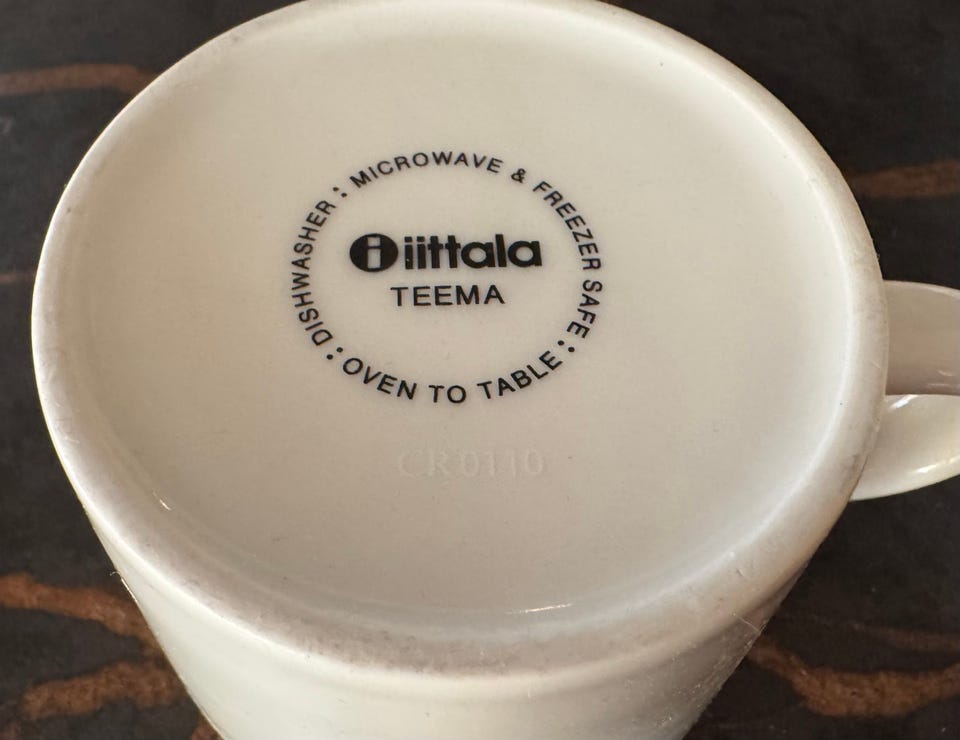 DISHWASHER : MICROWAVE & FREEZER SAFE : OVEN TO TABLE :
i iittala
TEEMA
CR0110